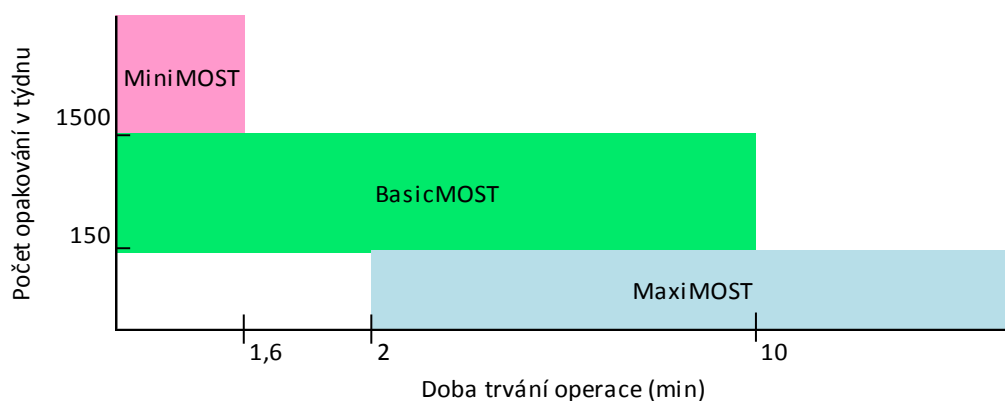 Počet opakování v týdnu
MiniMOST
1500
BasicMOST
150
MaxiMOST
1,6
2
10
Doba trvání operace (min)